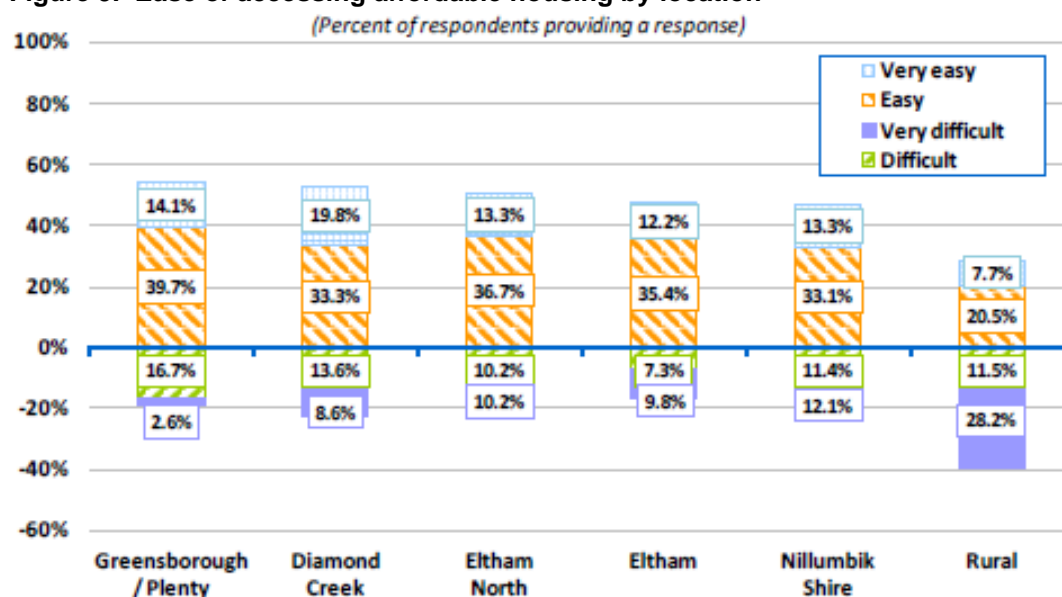 (Percent of respondents providing a response)
100%
80%
60%
40%
20%
0%
-20%
-40%
-60%
Very easy
Easy
Very difficult
Difficult
14.1%
39.7%
16.7%
2.6%
19.8%
33.3%
13.6%
8.6%
13.3%
36.7%
10.2%
10.2%
12.2%
35.4%
7.3%
9.8%
13.3%
33.1%
11.4%
12.1%
7.7%
20.5%
11.5%
28.2%
Greensborough
/ Plenty
Diamond
Creek
Eltham
North
Eltham
Nillumbik
Shire
Rural